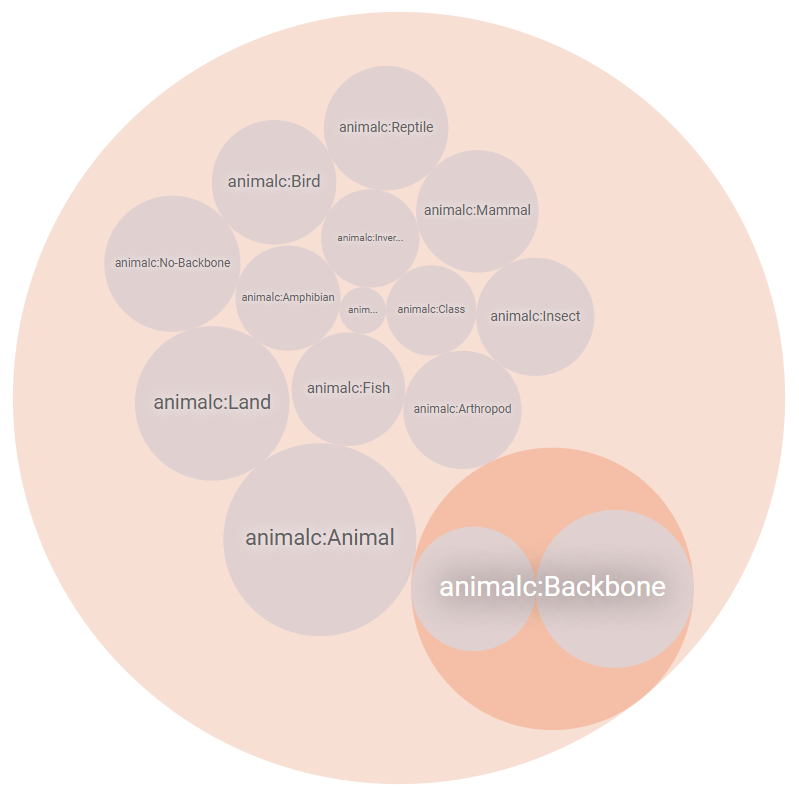 animalc:Reptile
animalc:Bird
animalc:Mammal
animalc:Inver...
animalc:No-Backbone
animalc:Amphibian
anim...
animalc:Class
animalc:Insect
animalc:Fish
animalc:Land
animalc:Arthropod
animalc:Animal
animalc:Backbone